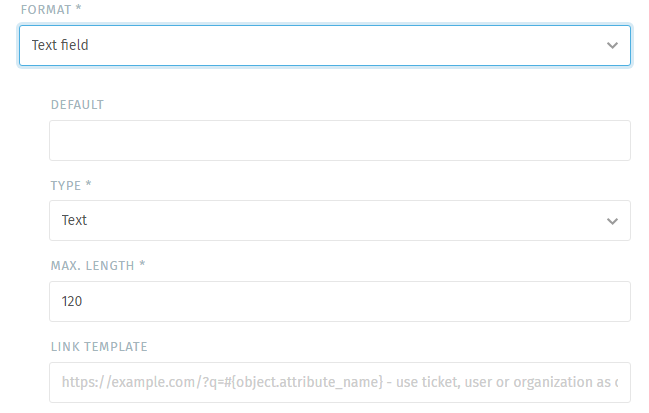 FORMAT *
Text field
DEFAULT
TYPE *
Text
MAX. LENGTH *
120
LINK TEMPLATE
https://example.com/?q=#{object.attribute_name} - use ticket, user or organization as